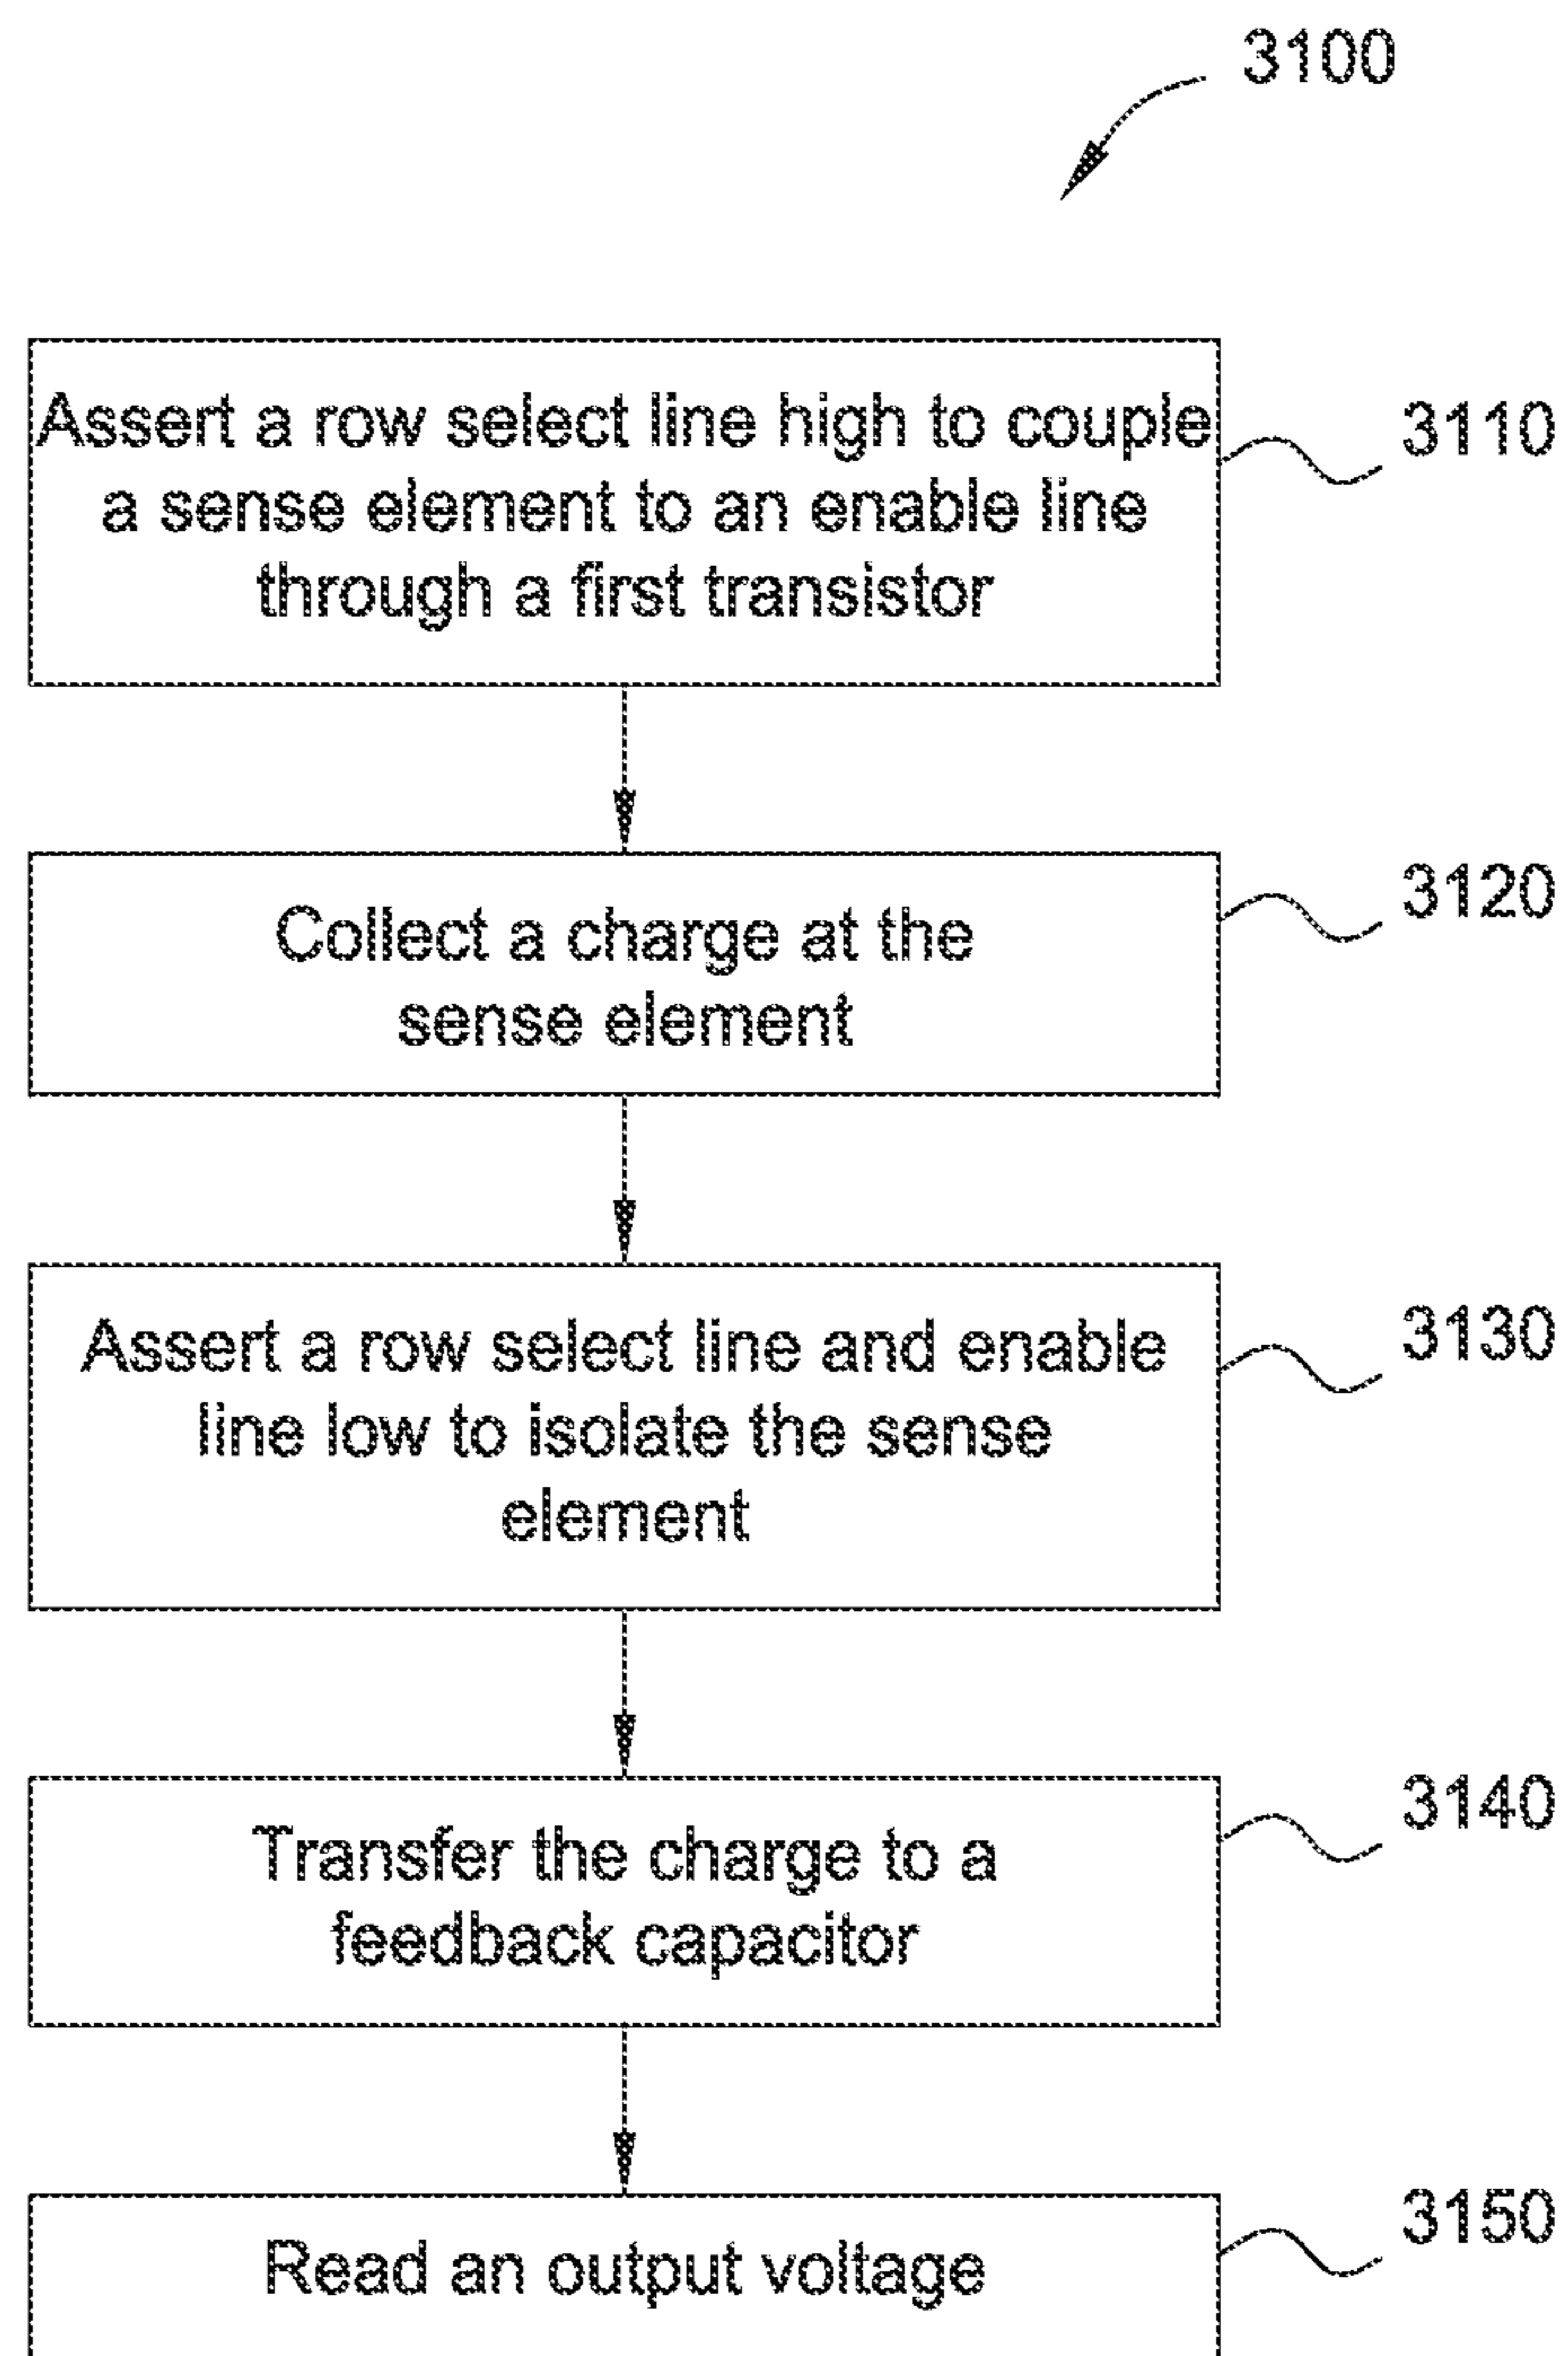 3100
Assert a row select line high to couple
a sense element to an enable line
through a first transistor
3110
Collect a charge at the
sense element
3120
Assert a row select line and enable
line low to isolate the sense
element
3130
Transfer the charge to a
feedback capacitor
3140
Read an output voltage
3150